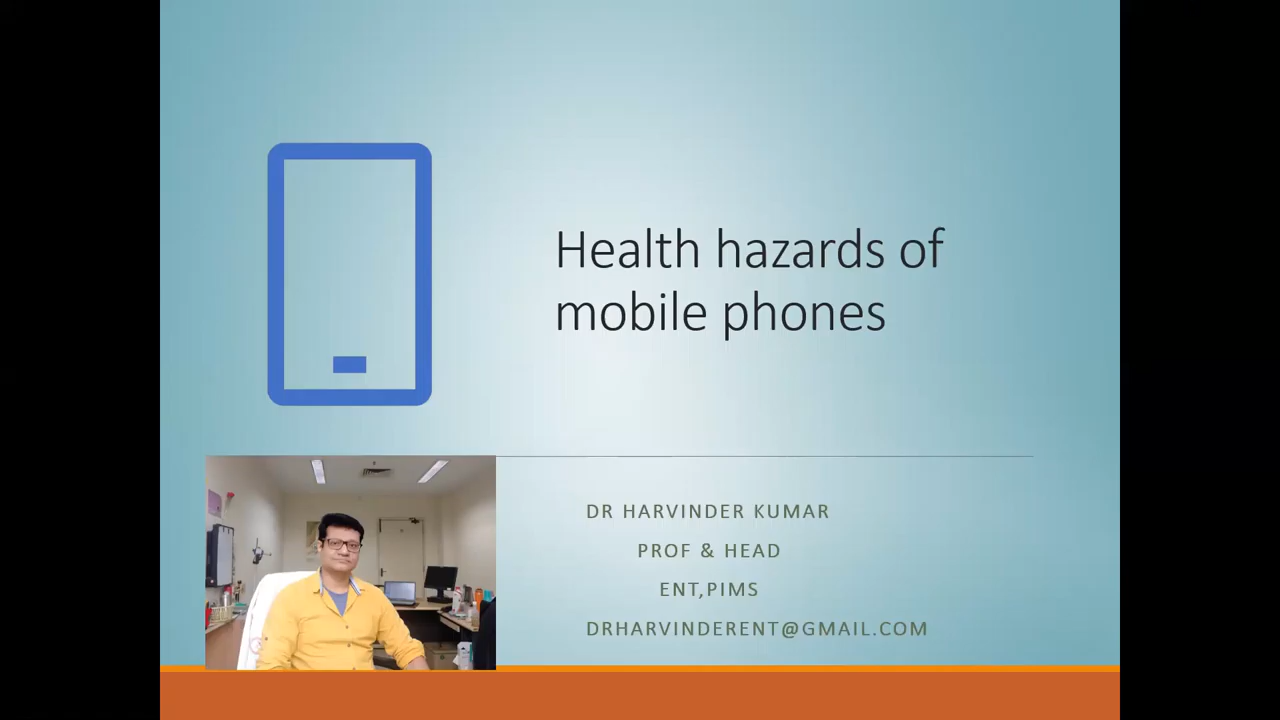 Health hazards of
mobile phones
DR HARVINDER KUMAR
PROF & HEAD
ENT,PIMS
DRHARVINDERENT@GMAIL.COM